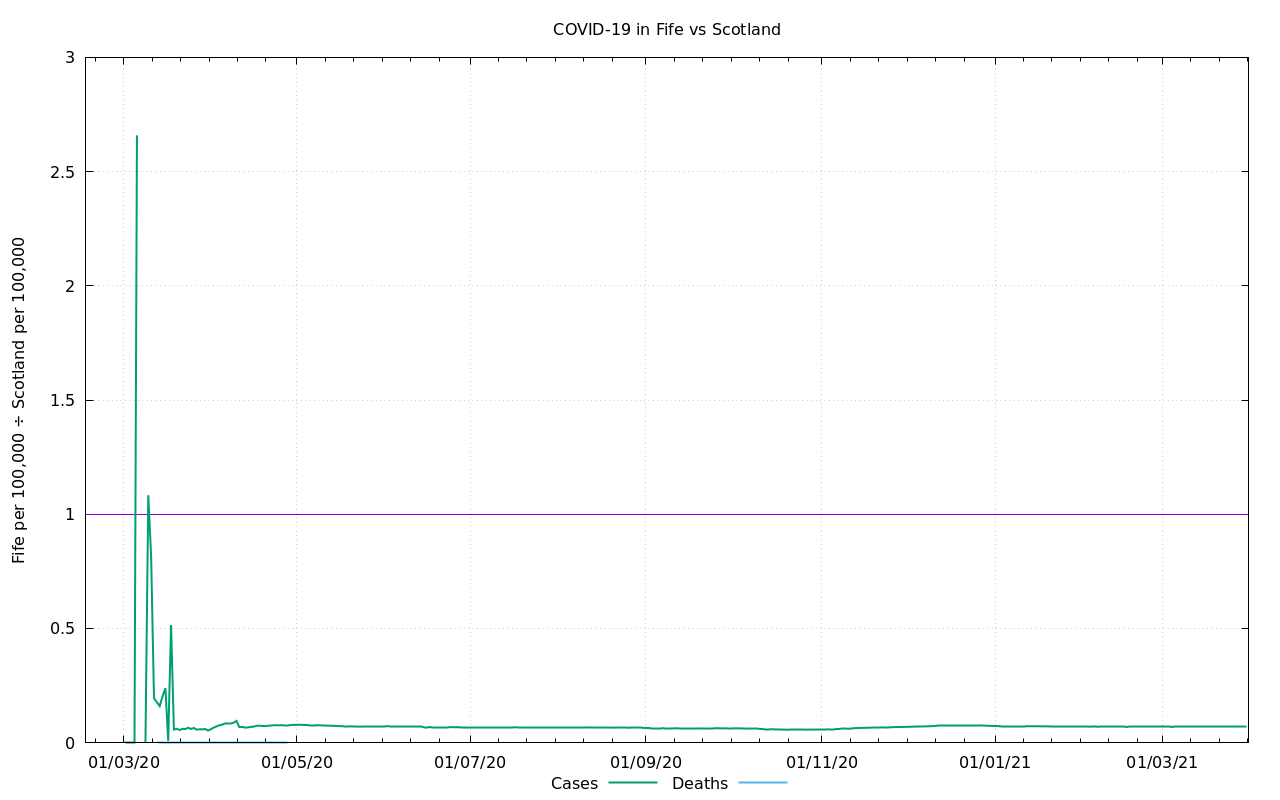 COVID-19 in Fife vs Scotland
Fife per 100,000 ÷ Scotland per 100,000
3
2.5
2
1.5
1
0.5
0
01/03/20 01/05/20 01/07/20 01/09/20 01/11/20 01/01/21 01/03/21
Cases Deaths